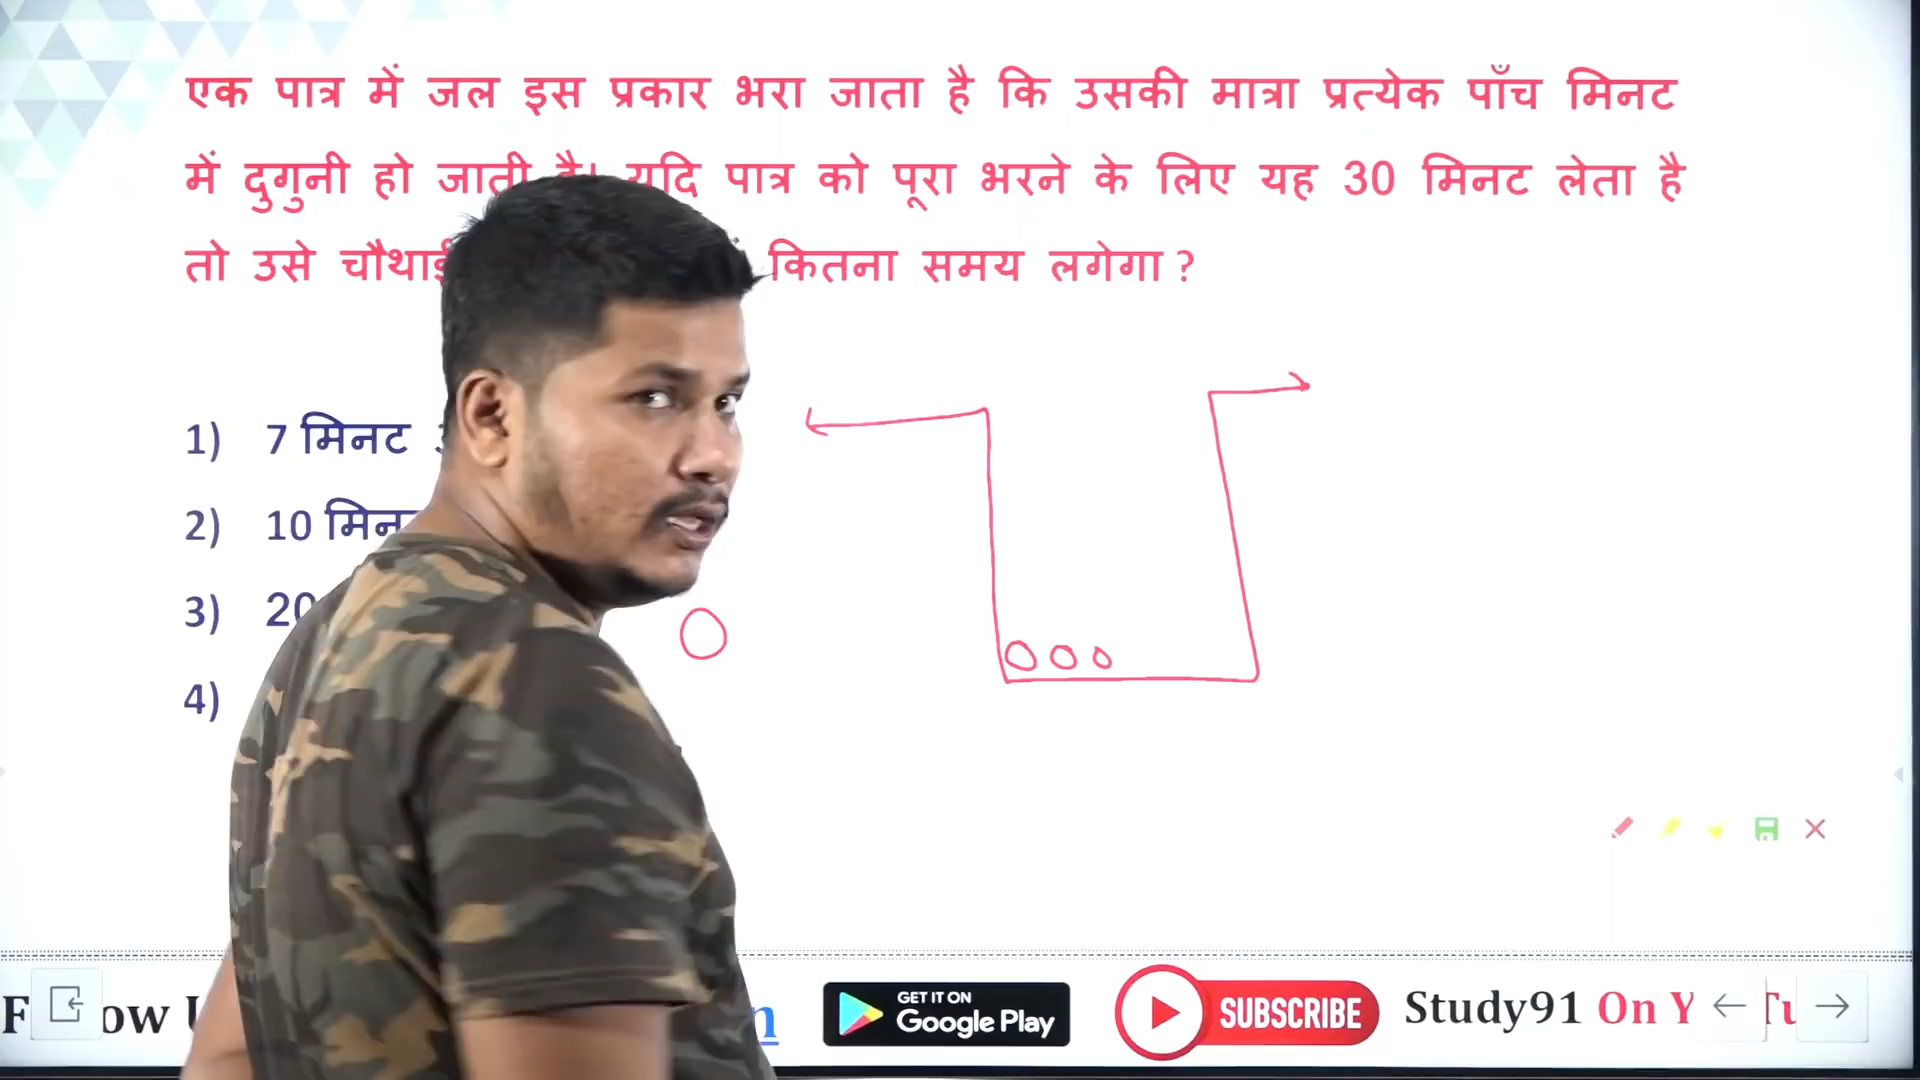 एक पात्र में जल इस प्रकार भरा जाता है कि उसकी मात्रा प्रत्येक पाँच मिनट
में दुगुनी हो जाती है। यदि पात्र को पूरा भरने के लिए यह 30 मिनट लेता है
तो उसे चौथाई कितना समय लगेगा ?
1) 7 मिनट
2) 10
3) 20
4)
GET IT ON
Google Play
SUBSCRIBE
Study91 On